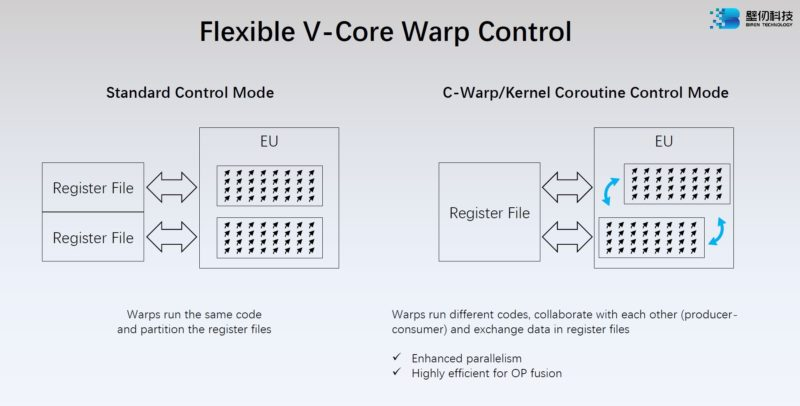 壁仞科技
BIREN TECHNOLOGY
Flexible V-Core Warp Control
Standard Control Mode
EU
Register File
Register File
Warps run the same code
and partition the register files
C-Warp/Kernel Coroutine Control Mode
EU
Register File
Warps run different codes, collaborate with each other (producer-
consumer) and exchange data in register files
✓ Enhanced parallelism
✓ Highly efficient for OP fusion